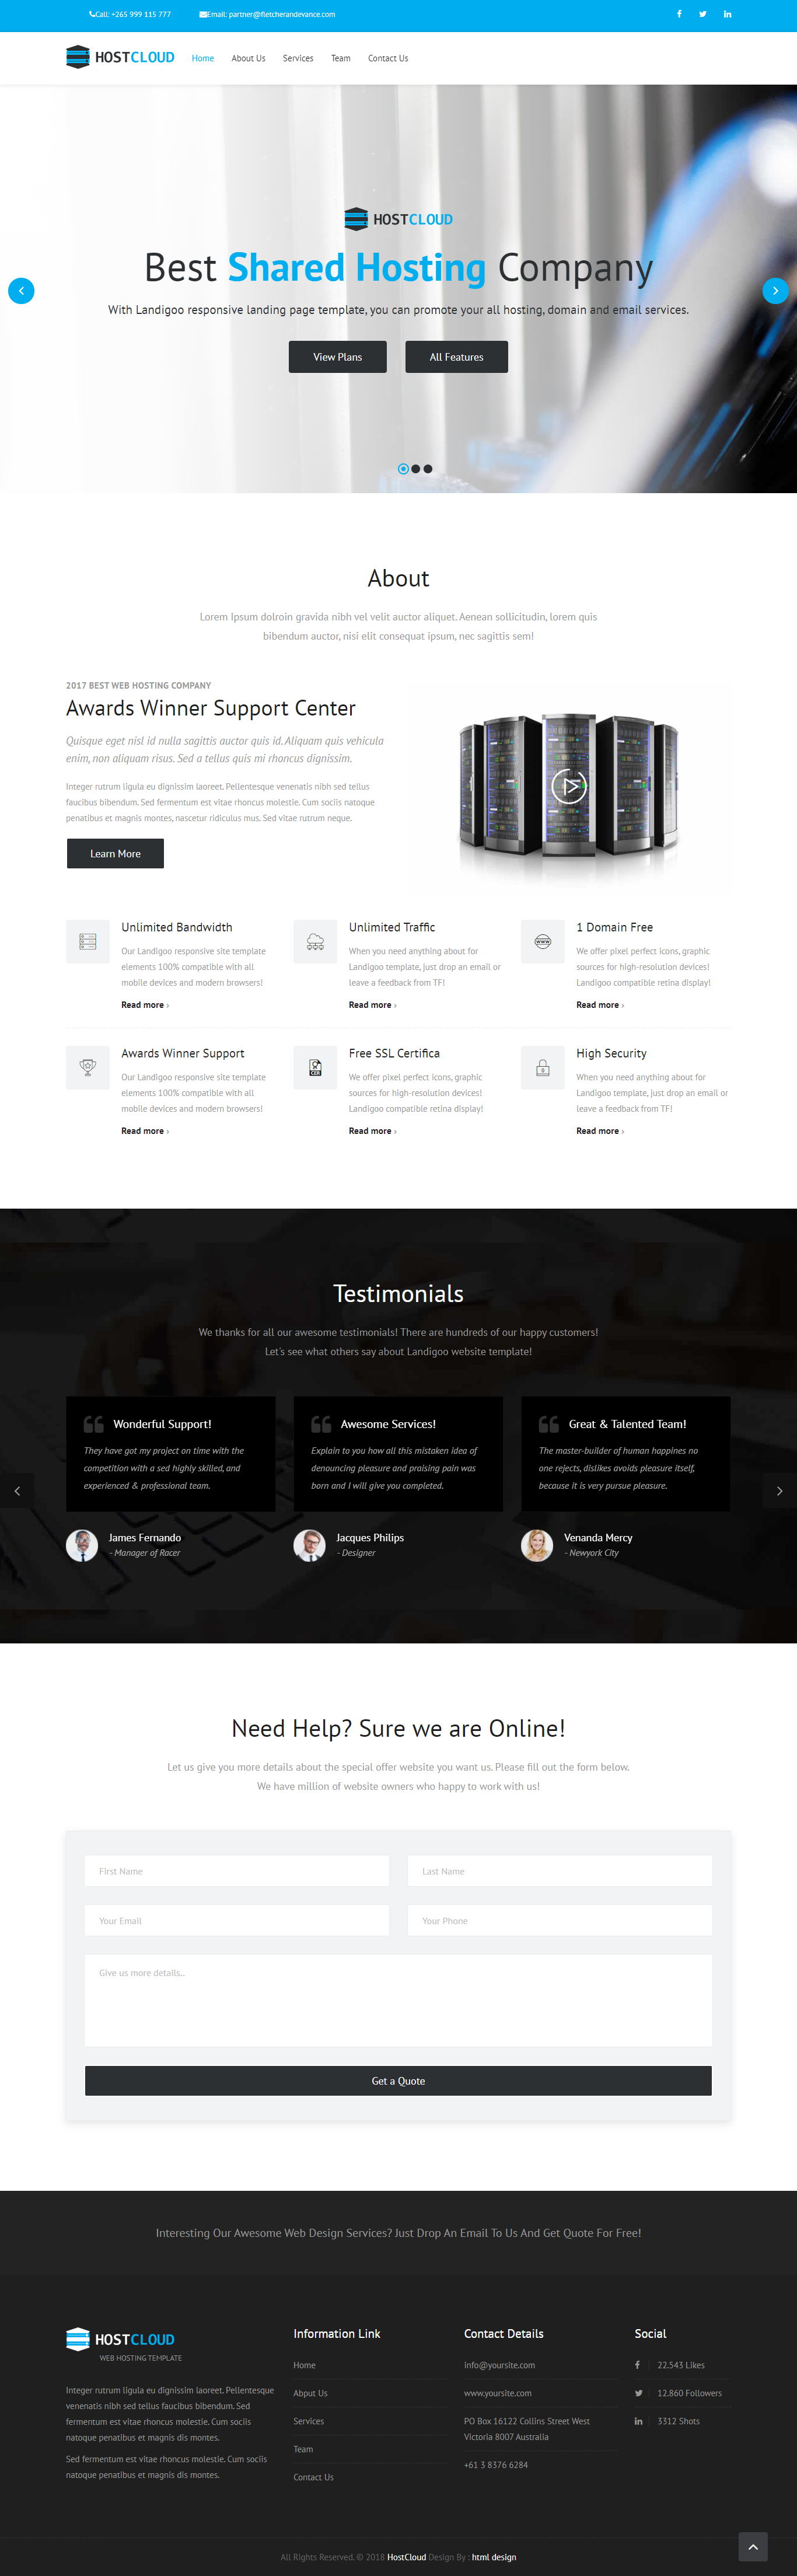 Call: +265 999 115 777
Email: partner@fletcherandevance.com
HOSTCLOUD
Home
About Us
Services
Team
Contact Us
HOSTCLOUD
Best Shared Hosting Company
With Landigoo responsive landing page template, you can promote your all hosting, domain and email services.
View Plans
All Features
About
Lorem Ipsum dolroin gravida nibh vel velit auctor aliquet. Aenean sollicitudin, lorem quis
bibendum auctor, nisi elit consequat ipsum, nec sagittis sem!
2017 BEST WEB HOSTING COMPANY
Awards Winner Support Center
Quisque eget nisl id nulla sagittis auctor quis id. Aliquam quis vehicula
enim, non aliquam risus. Sed a tellus quis mi rhoncus dignissim.
Integer rutrum ligula eu dignissim laoreet. Pellentesque venenatis nibh sed tellus
faucibus bibendum. Sed fermentum est vitae rhoncus molestie. Cum sociis natoque
penatibus et magnis montes, nascetur ridiculus mus. Sed vitae rutrum neque.
Learn More
Unlimited Bandwidth
Our Landigoo responsive site template
elements 100% compatible with all
mobile devices and modern browsers!
Read more ›
Unlimited Traffic
When you need anything about for
Landigoo template, just drop an email or
leave a feedback from TF!
Read more ›
WWW
1 Domain Free
We offer pixel perfect icons, graphic
sources for high-resolution devices!
Landigoo compatible retina display!
Read more ›
Awards Winner Support
Our Landigoo responsive site template
elements 100% compatible with all
mobile devices and modern browsers!
Read more ›
CER
Free SSL Certifica
We offer pixel perfect icons, graphic
sources for high-resolution devices!
Landigoo compatible retina display!
Read more ›
High Security
When you need anything about for
Landigoo template, just drop an email or
leave a feedback from TF!
Read more ›
Testimonials
We thanks for all our awesome testimonials! There are hundreds of our happy customers!
Let's see what others say about Landigoo website template!
Wonderful Support!
They have got my project on time with the
competition with a sed highly skilled, and
experienced & professional team.
James Fernando
- Manager of Racer
Awesome Services!
Explain to you how all this mistaken idea of
denouncing pleasure and praising pain was
born and I will give you completed.
Jacques Philips
- Designer
Great & Talented Team!
The master-builder of human happines no
one rejects, dislikes avoids pleasure itself,
because it is very pursue pleasure.
Venanda Mercy
- Newyork City
Need Help? Sure we are Online!
Let us give you more details about the special offer website you want us. Please fill out the form below.
We have million of website owners who happy to work with us!
First Name
Last Name
Your Email
Your Phone
Give us more details..
Get a Quote
Interesting Our Awesome Web Design Services? Just Drop An Email To Us And Get Quote For Free!
HOSTCLOUD
WEB HOSTING TEMPLATE
Integer rutrum ligula eu dignissim laoreet. Pellentesque
venenatis nibh sed tellus faucibus bibendum. Sed
fermentum est vitae rhoncus molestie. Cum sociis
natoque penatibus et magnis dis montes.
Sed fermentum est vitae rhoncus molestie. Cum sociis
natoque penatibus et magnis dis montes.
Information Link
Home
Abput Us
Services
Team
Contact Us
Contact Details
info@yoursite.com
www.yoursite.com
PO Box 16122 Collins Street West
Victoria 8007 Australia
+61 3 8376 6284
Social
22.543 Likes
12.860 Followers
3312 Shots
All Rights Reserved. © 2018 HostCloud Design By : html design